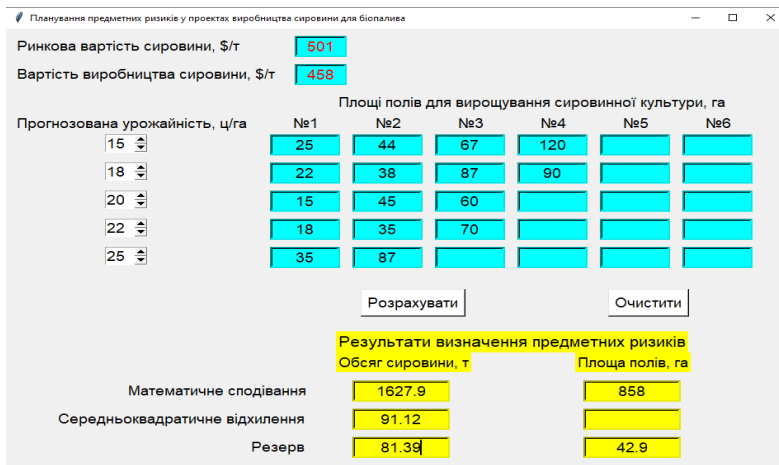 Планування предметних ризиків у проектах виробництва сировини для біопалива
Ринкова вартість сировини, $/т 501
Вартість виробництва сировини, $/т 458
Площі полів для вирощування сировинної культури, га
Прогнозована урожайність, ц/га №1 №2 №3 №4 №5 №6
15 25 44 67 120
18 22 38 87 90
20 15 45 60
22 18 35 70
25 35 87
Розрахувати Очистити
Результати визначення предметних ризиків
Обсяг сировини, т Площа полів, га
Математичне сподівання 1627.9 858
Середньоквадратичне відхилення 91.12
Резерв 81.39 42.9